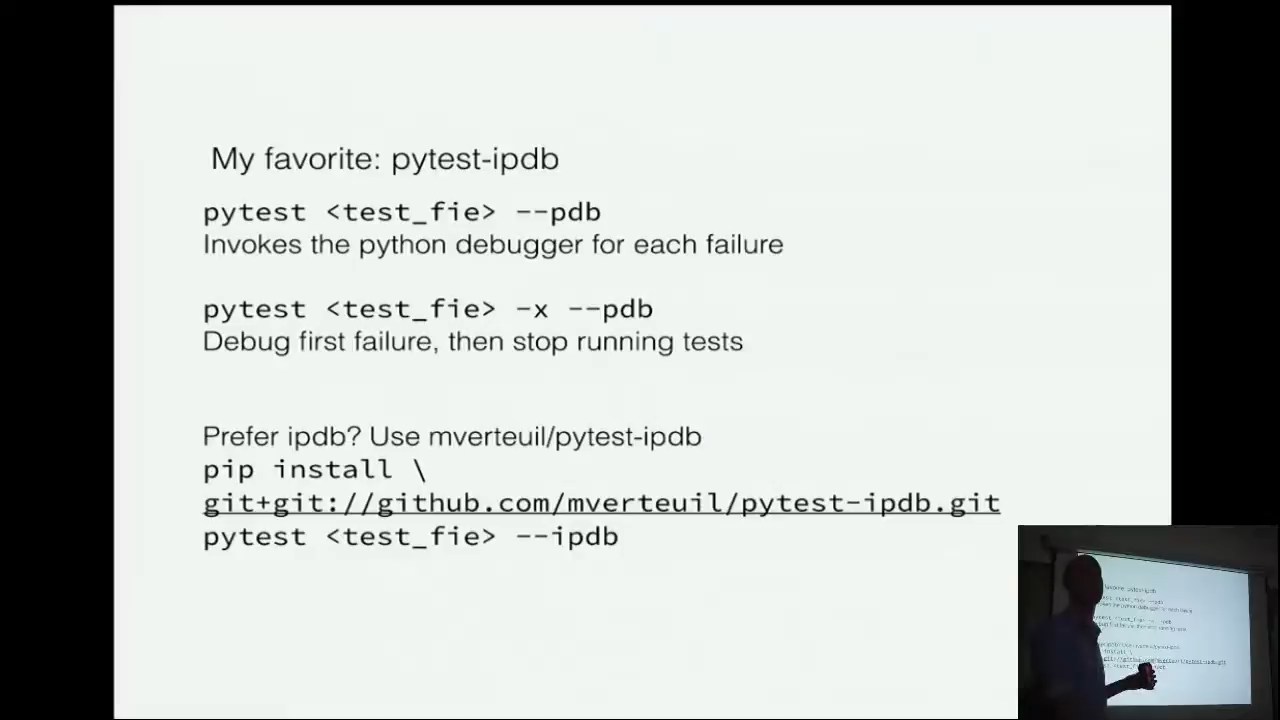 My favorite: pytest-ipdb
pytest <test_fie> --pdb
Invokes the python debugger for each failure
pytest <test_fie> -x --pdb
Debug first failure, then stop running tests
Prefer ipdb? Use mverteuil/pytest-ipdb
pip install \
git+git://github.com/mverteuil/pytest-ipdb.git
pytest <test_fie> --ipdb